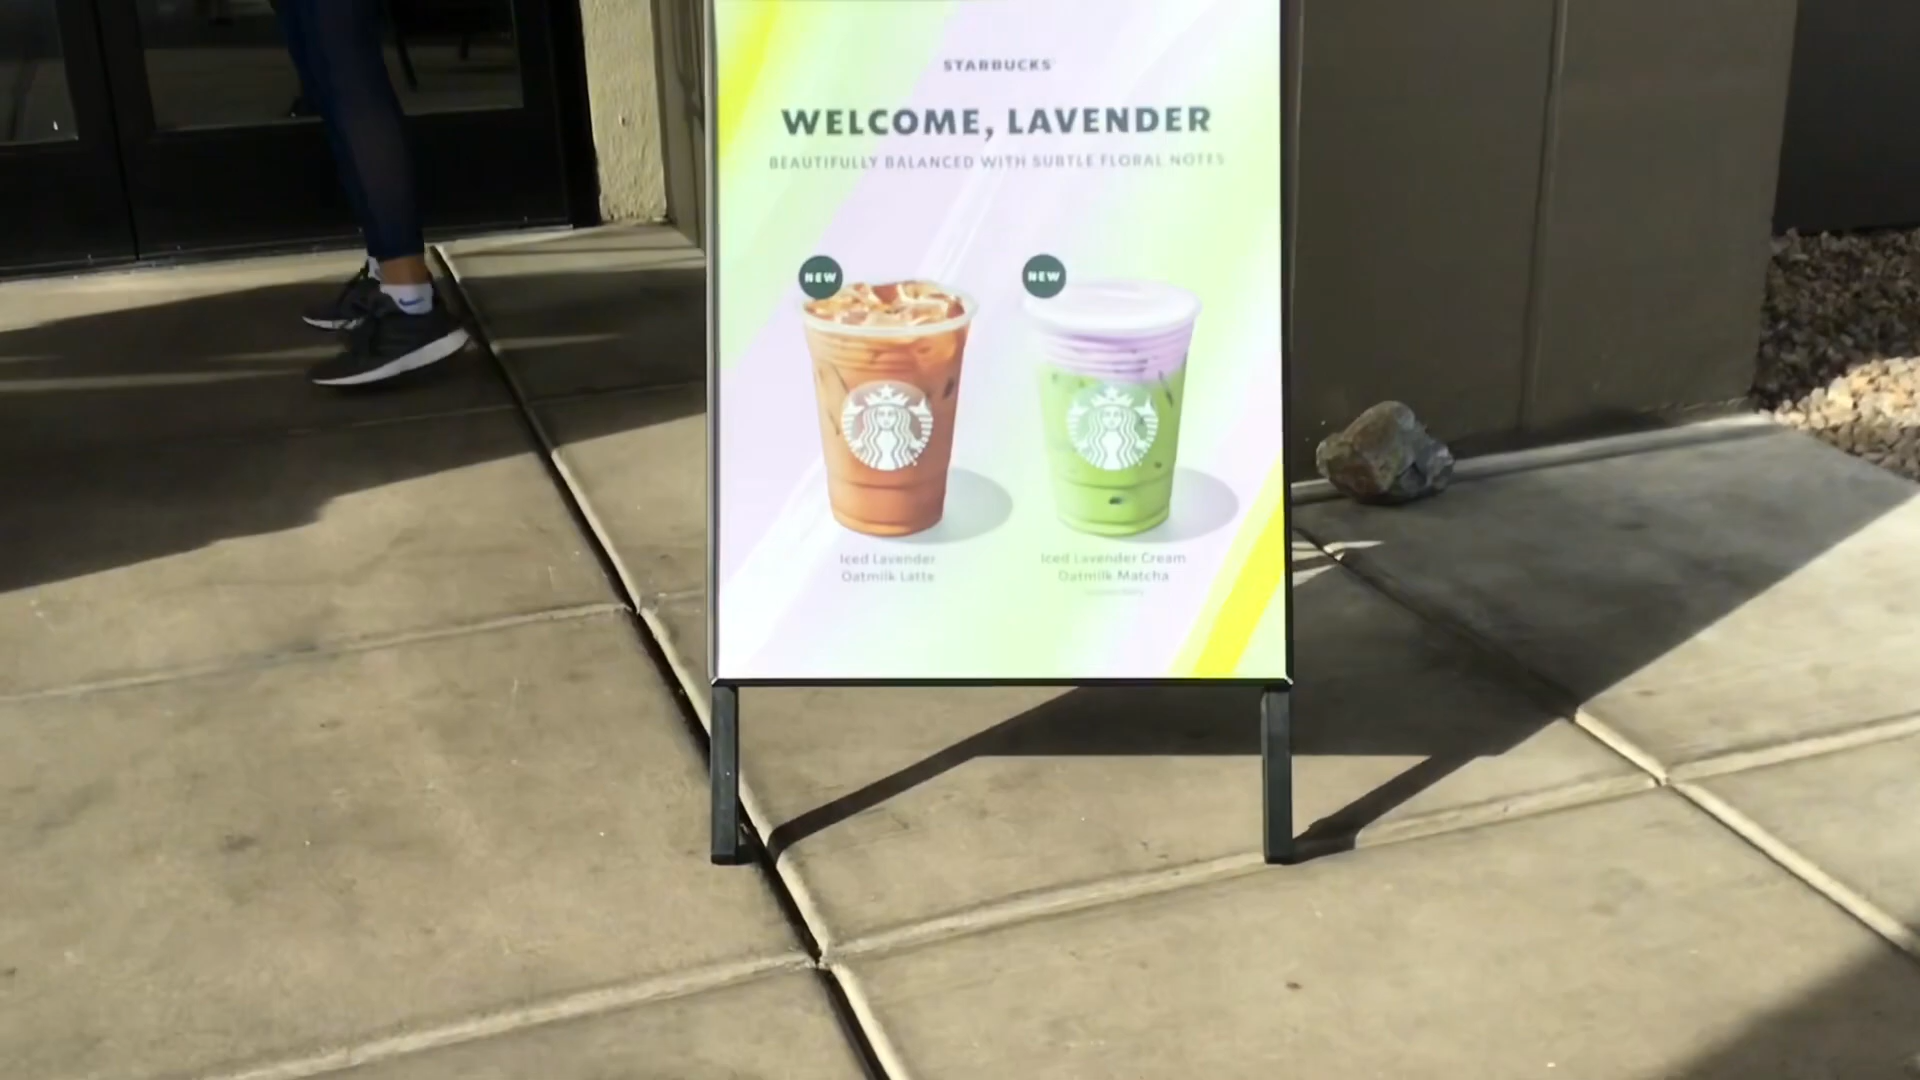 STARBUCKS
WELCOME, LAVENDER
BEAUTIFULLY BALANCED WITH SUBTLE FLORAL NOTES
NEW
NEW
Iced Lavender
Oatmilk Latte
Iced Lavender Cream
Oatmilk Matcha